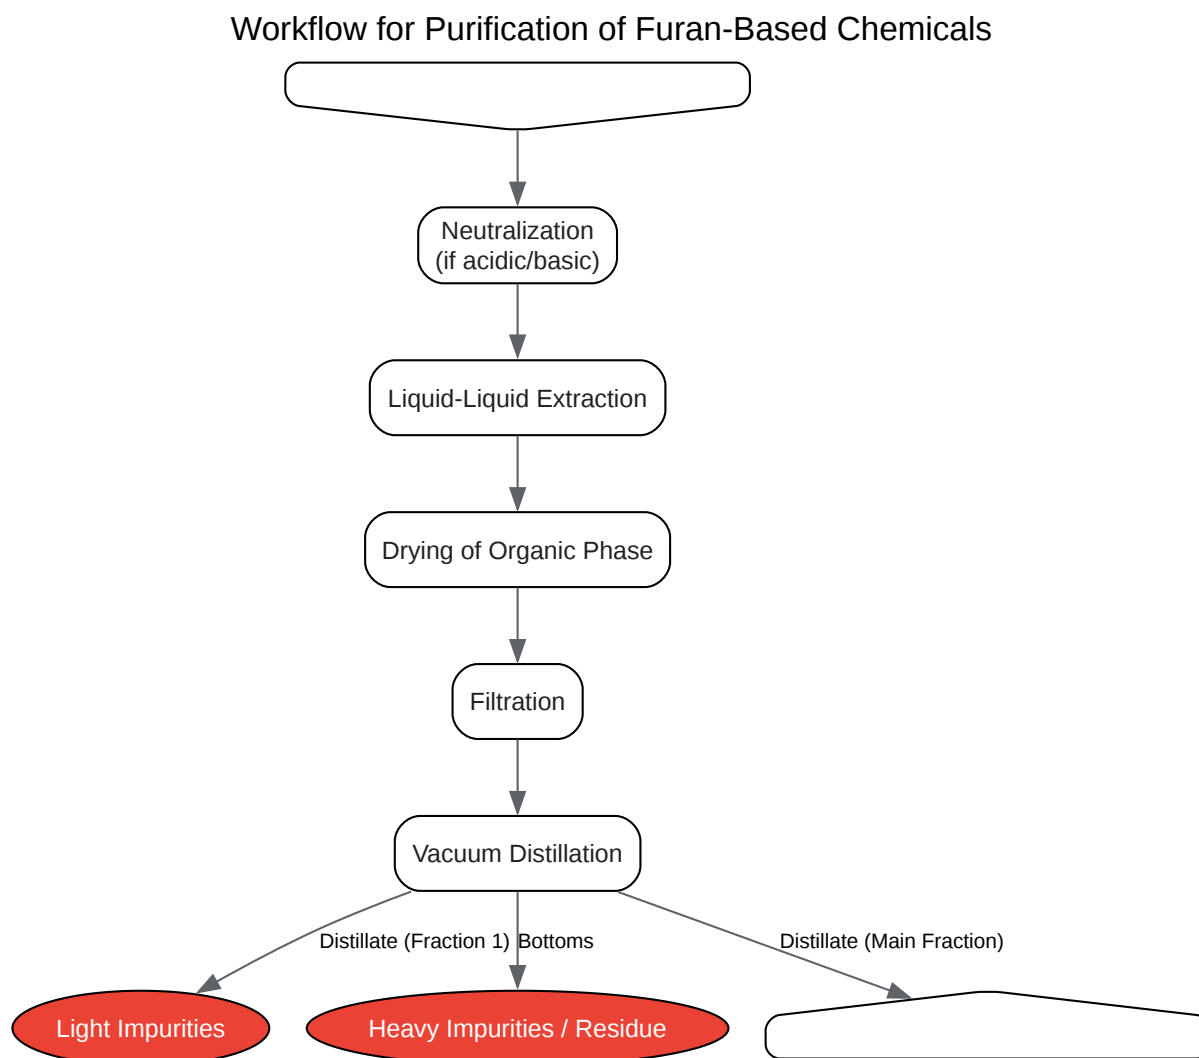 Workflow for Purification of Furan-Based Chemicals
Neutralization
(if acidic/basic)
Liquid-Liquid Extraction
Drying of Organic Phase
Filtration
Vacuum Distillation
Distillate (Fraction 1)
Bottoms
Distillate (Main Fraction)
Light Impurities
Heavy Impurities / Residue